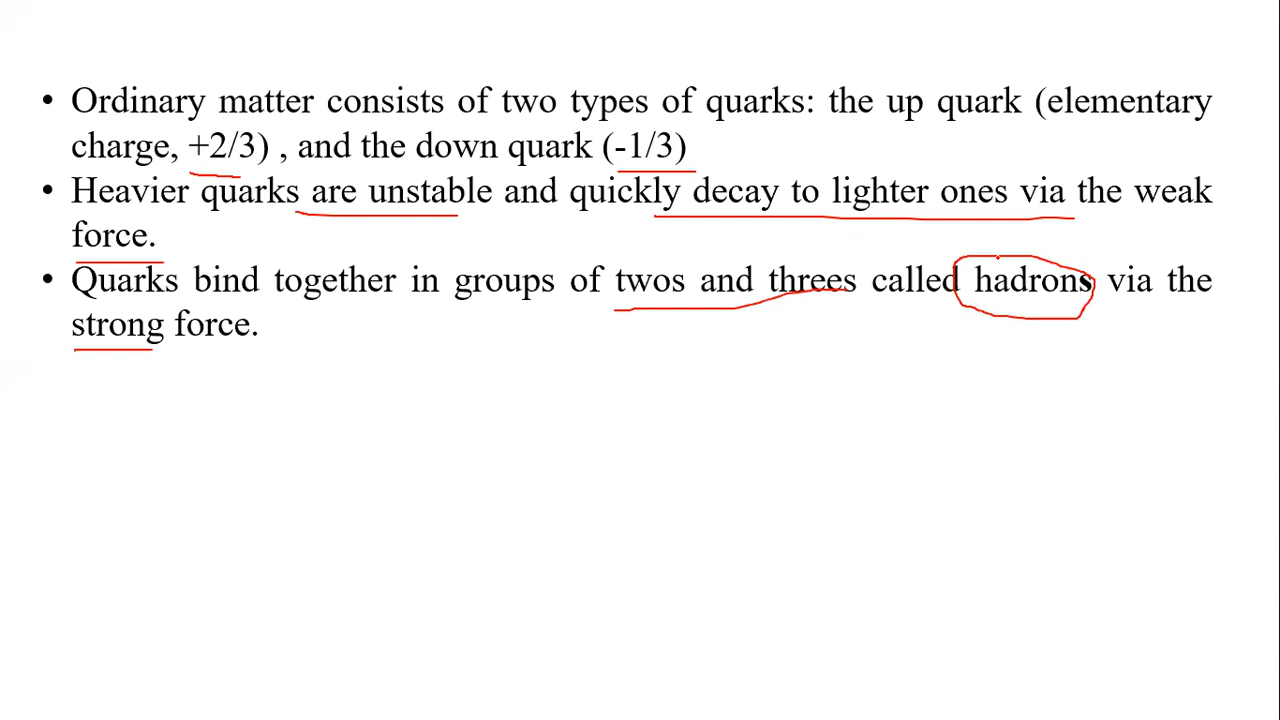 • Ordinary matter consists of two types of quarks: the up quark (elementary
charge, +2/3) , and the down quark (-1/3)
• Heavier quarks are unstable and quickly decay to lighter ones via the weak
force.
• Quarks bind together in groups of twos and threes called hadrons via the
strong force.